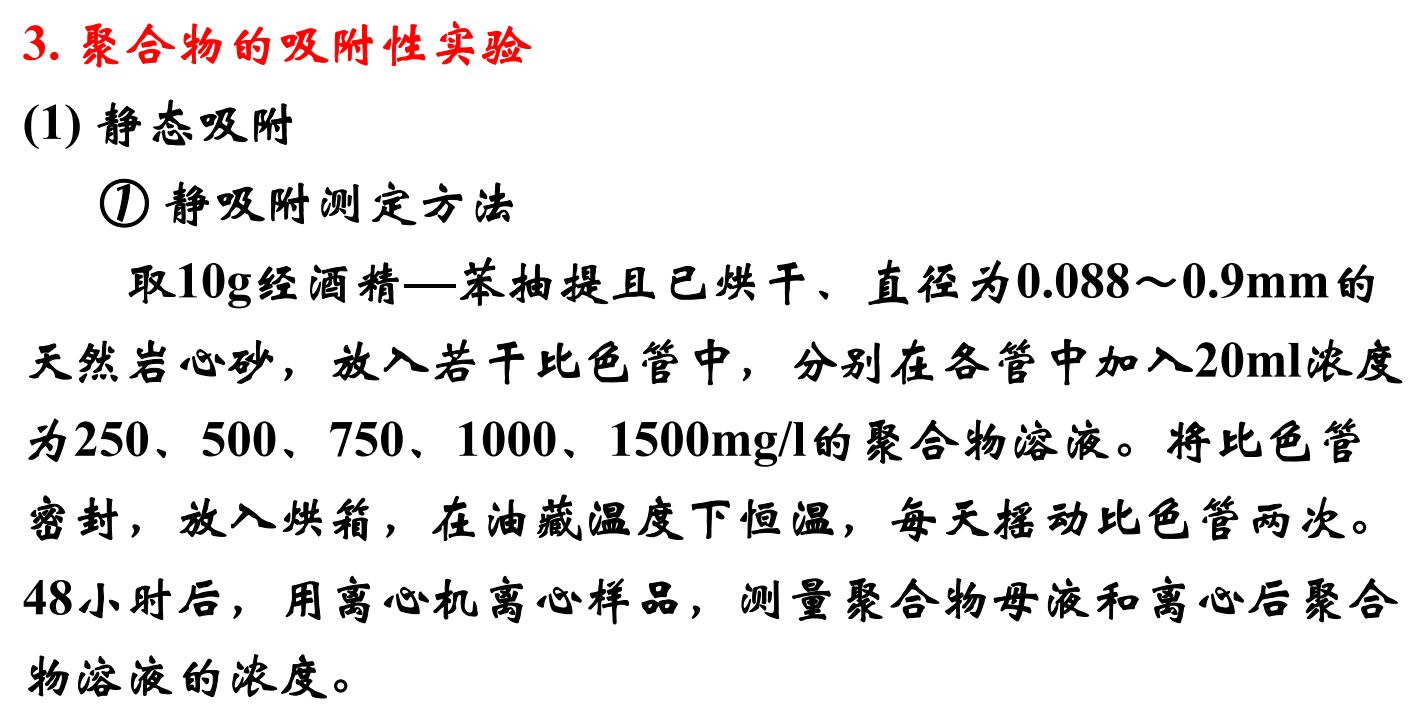 3. 聚合物的吸附性实验
(1) 静态吸附
① 静吸附测定方法
取10g经酒精—苯抽提且已烘干、直径为0.088～0.9mm的
天然岩心砂，放入若干比色管中，分别在各管中加入20ml浓度
为250、500、750、1000、1500mg/l的聚合物溶液。将比色管
密封，放入烘箱，在油藏温度下恒温，每天摇动比色管两次。
48小时后，用离心机离心样品，测量聚合物母液和离心后聚合
物溶液的浓度。